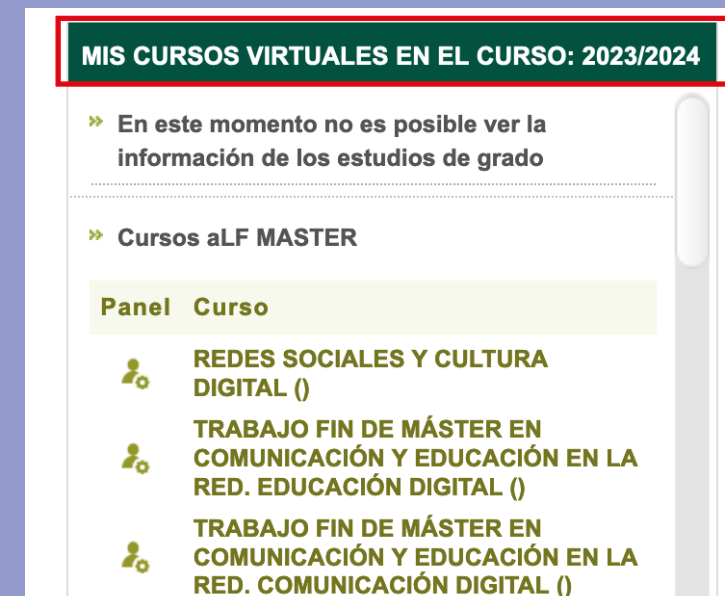 MIS CURSOS VIRTUALES EN EL CURSO: 2023/2024
En este momento no es posible ver la
información de los estudios de grado
Cursos aLF MASTER
Panel Curso
REDES SOCIALES Y CULTURA
DIGITAL ()
TRABAJO FIN DE MÁSTER EN
COMUNICACIÓN Y EDUCACIÓN EN LA
RED. EDUCACIÓN DIGITAL ()
TRABAJO FIN DE MÁSTER EN
COMUNICACIÓN Y EDUCACIÓN EN LA
RED. COMUNICACIÓN DIGITAL ()